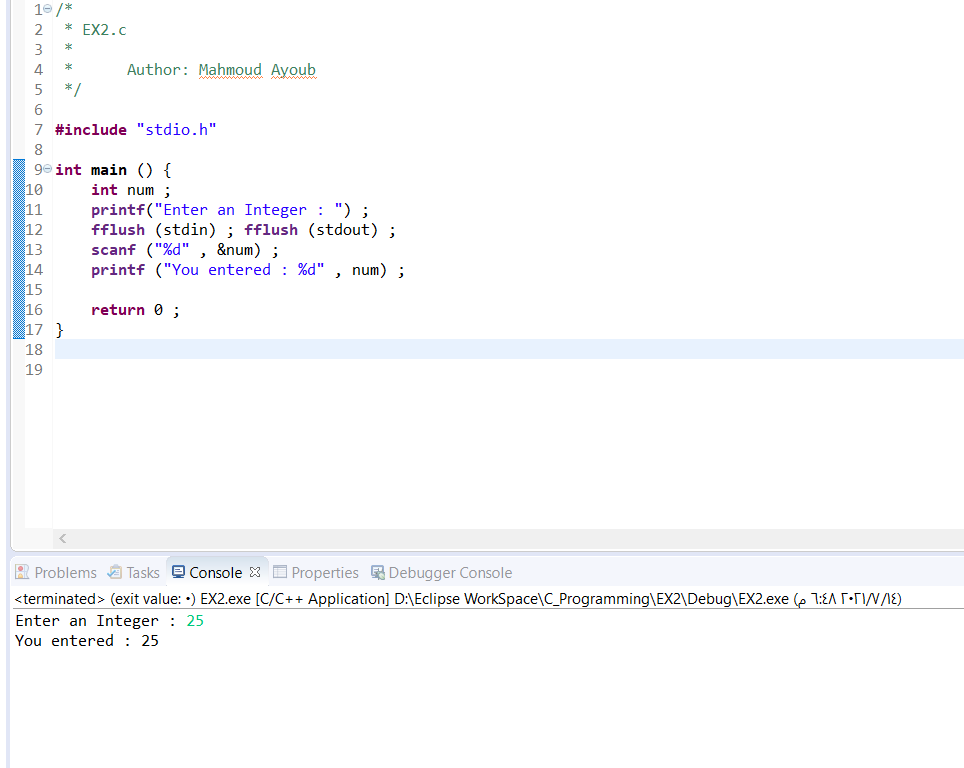 1 /*
2  * EX2.c
3  *
4  *      Author: Mahmoud Ayoub
5  */
6
7 #include "stdio.h"
8
9 int main () {
10     int num ;
11     printf("Enter an Integer : ") ;
12     fflush (stdin) ; fflush (stdout) ;
13     scanf ("%d" , &num) ;
14     printf ("You entered : %d" , num) ;
15
16     return 0 ;
17 }
18
19
Problems Tasks Console Properties Debugger Console
<terminated> (exit value: ٠) EX2.exe [C/C++ Application] D:\Eclipse WorkSpace\C_Programming\EX2\Debug\EX2.exe (١٤/٧/٢٠٢١ ٦:٤٨ م)
Enter an Integer : 25
You entered : 25